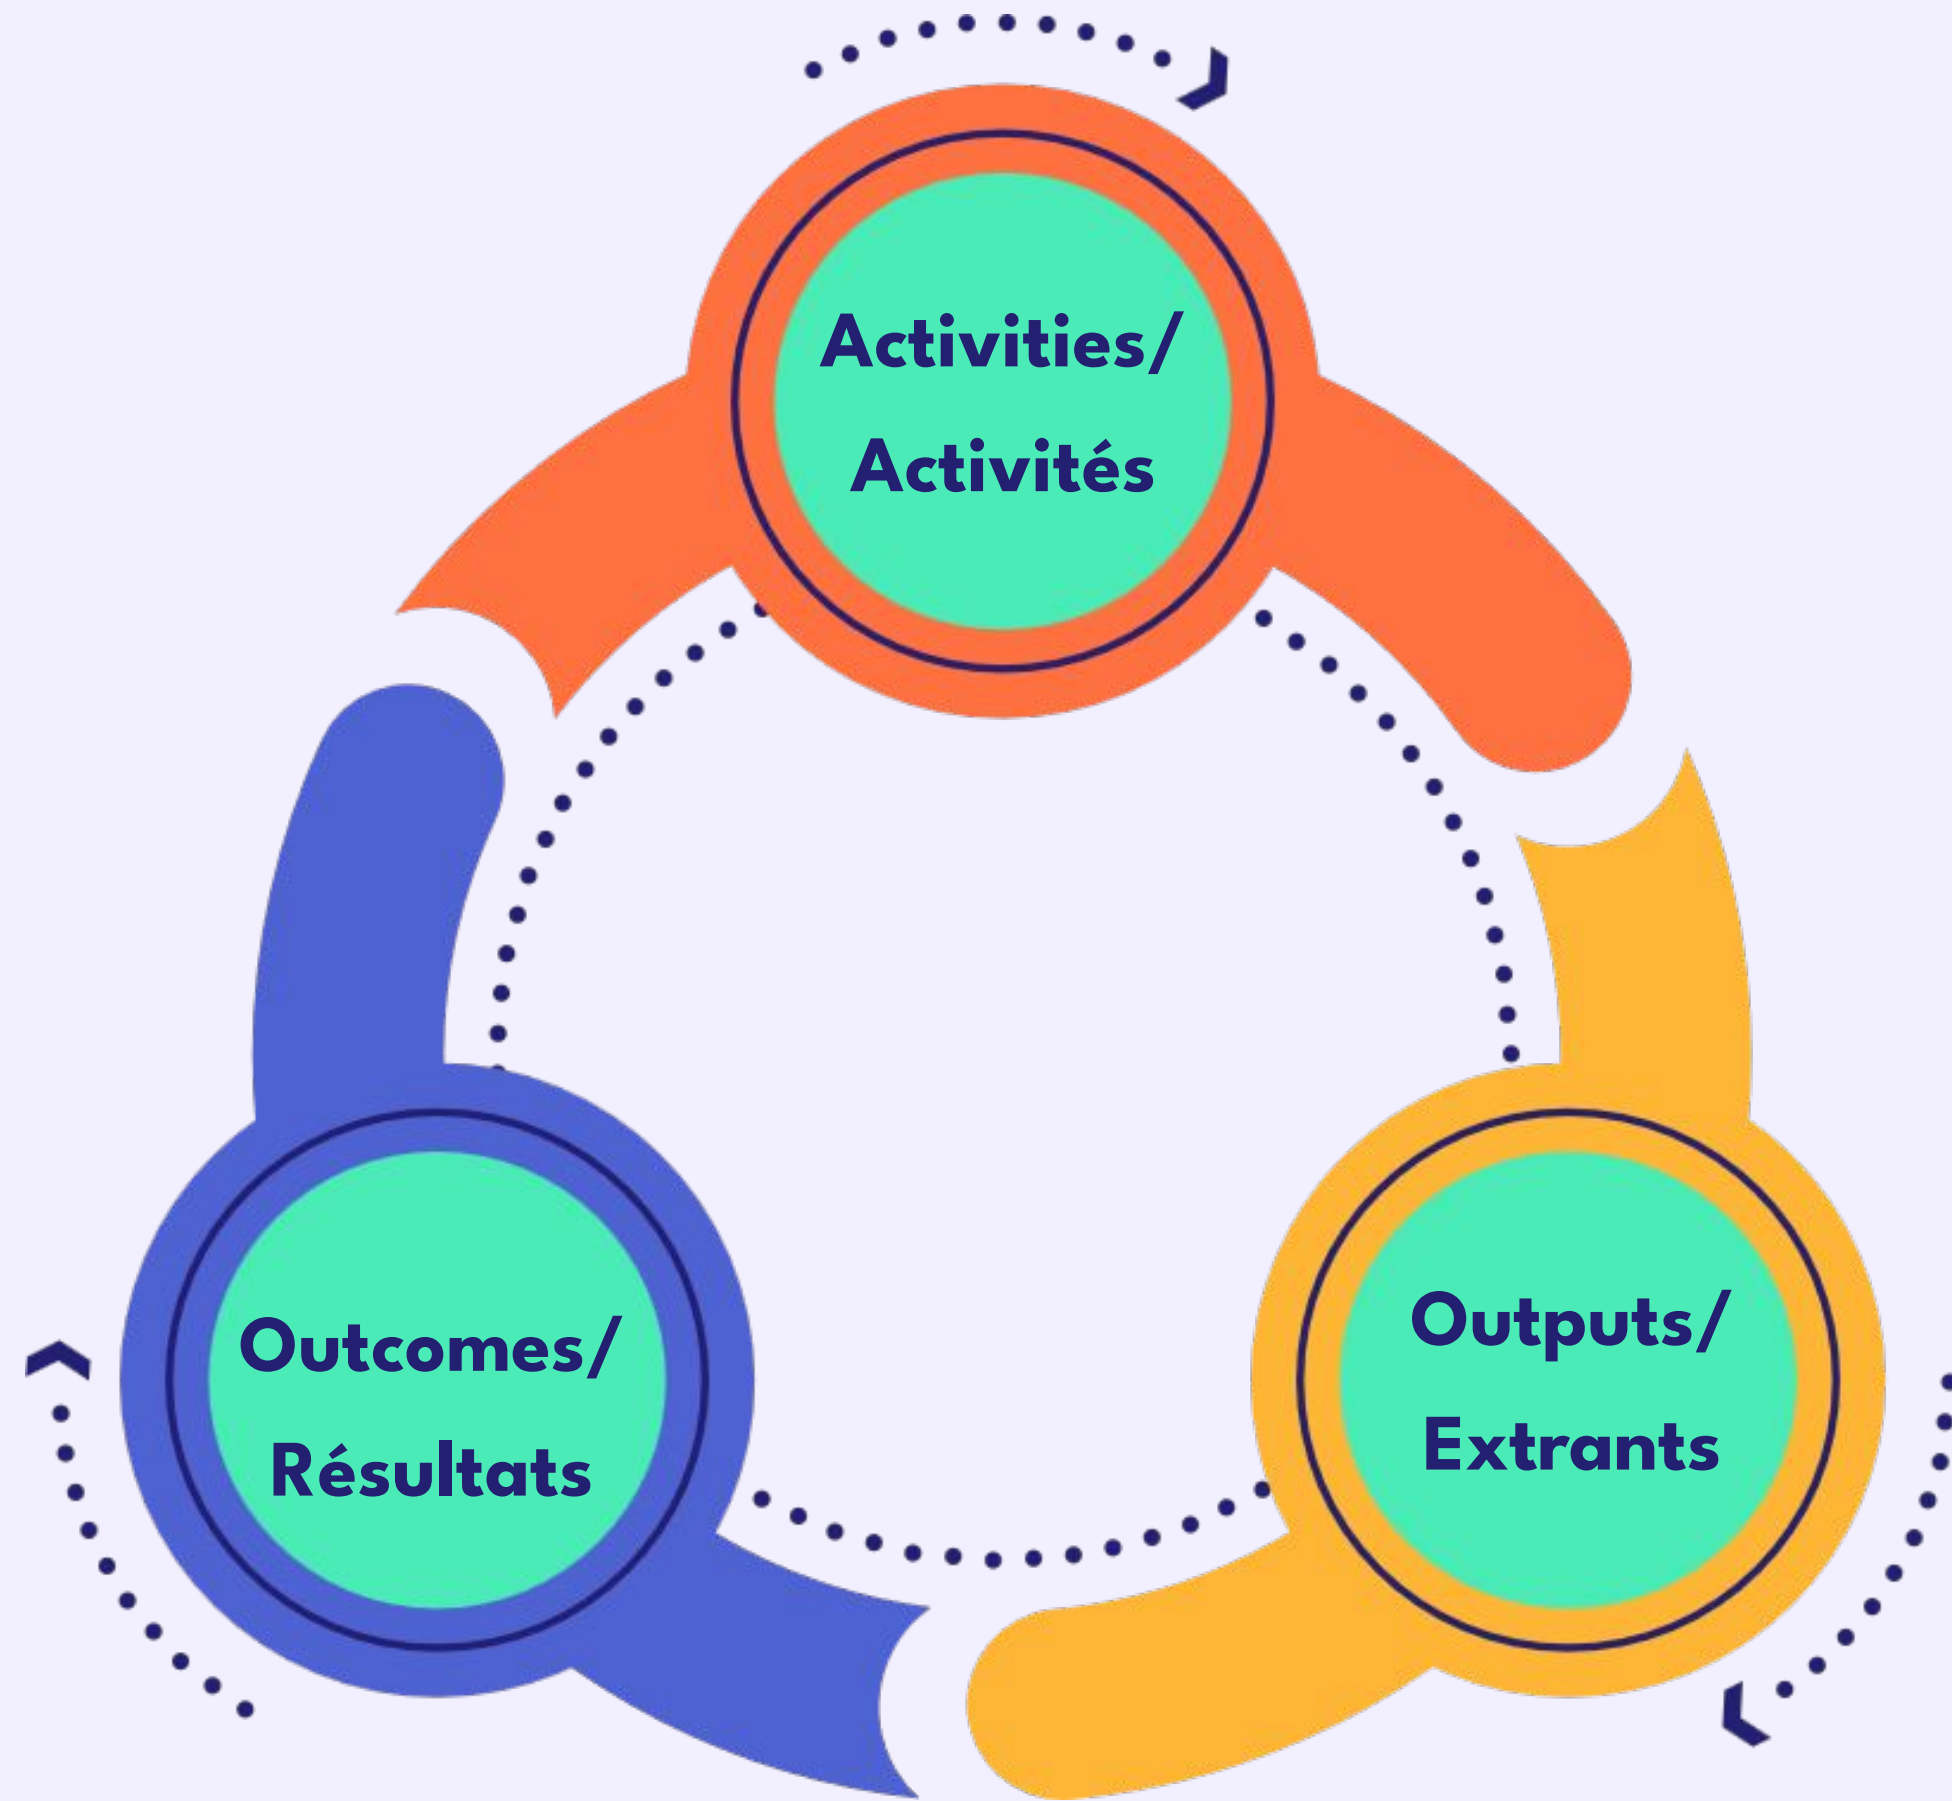 Activities/
Activités
Outcomes/
Résultats
Outputs/
Extrants